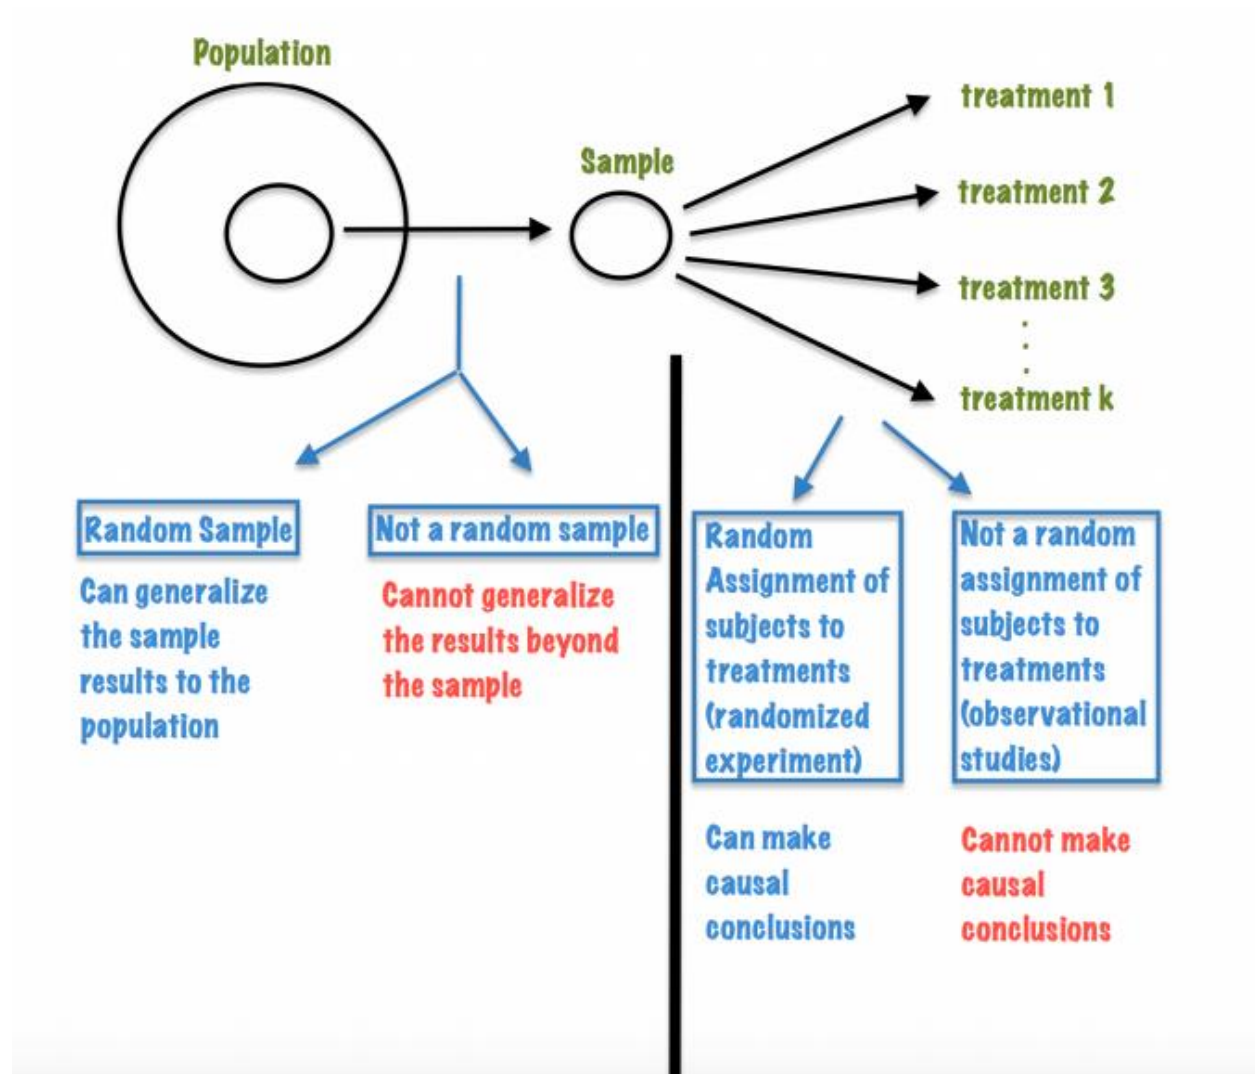 Population
Sample
treatment 1
treatment 2
treatment 3
treatment k
Random Sample
Can generalize
the sample
results to the
population
Not a random sample
Cannot generalize
the results beyond
the sample
Random
Assignment of
subjects to
treatments
(randomized
experiment)
Can make
causal
conclusions
Not a random
assignment of
subjects to
treatments
(observational
studies)
Cannot make
causal
conclusions